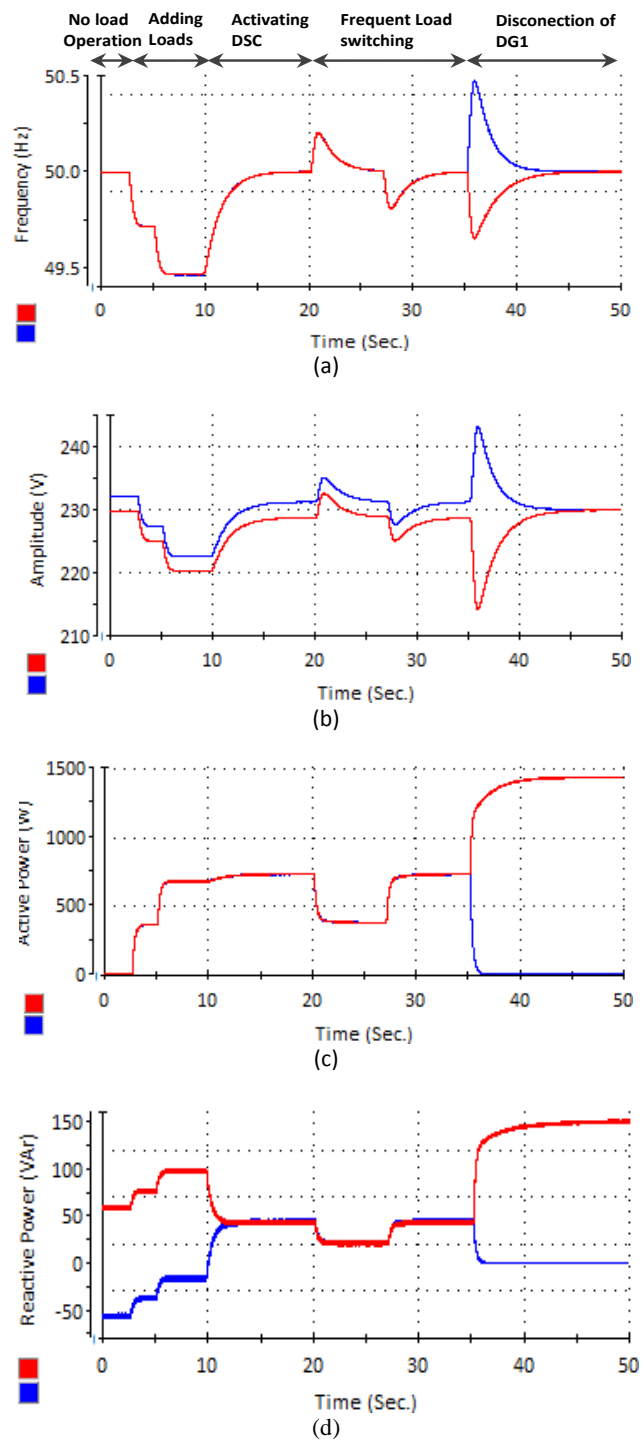 No load
Operation
Adding
Loads
Activating
DSC
Frequent Load
switching
Disconection of
DG1
50.5
50.0
49.5
Frequency (Hz)
0 10 20 30 40 50
Time (Sec.)
(a)
240
230
220
210
Amplitude (V)
0 10 20 30 40 50
Time (Sec.)
(b)
1500
1000
500
0
Active Power (W)
0 10 20 30 40 50
Time (Sec.)
(c)
150
100
50
0
-50
Reactive Power (VAr)
0 10 20 30 40 50
Time (Sec.)
(d)